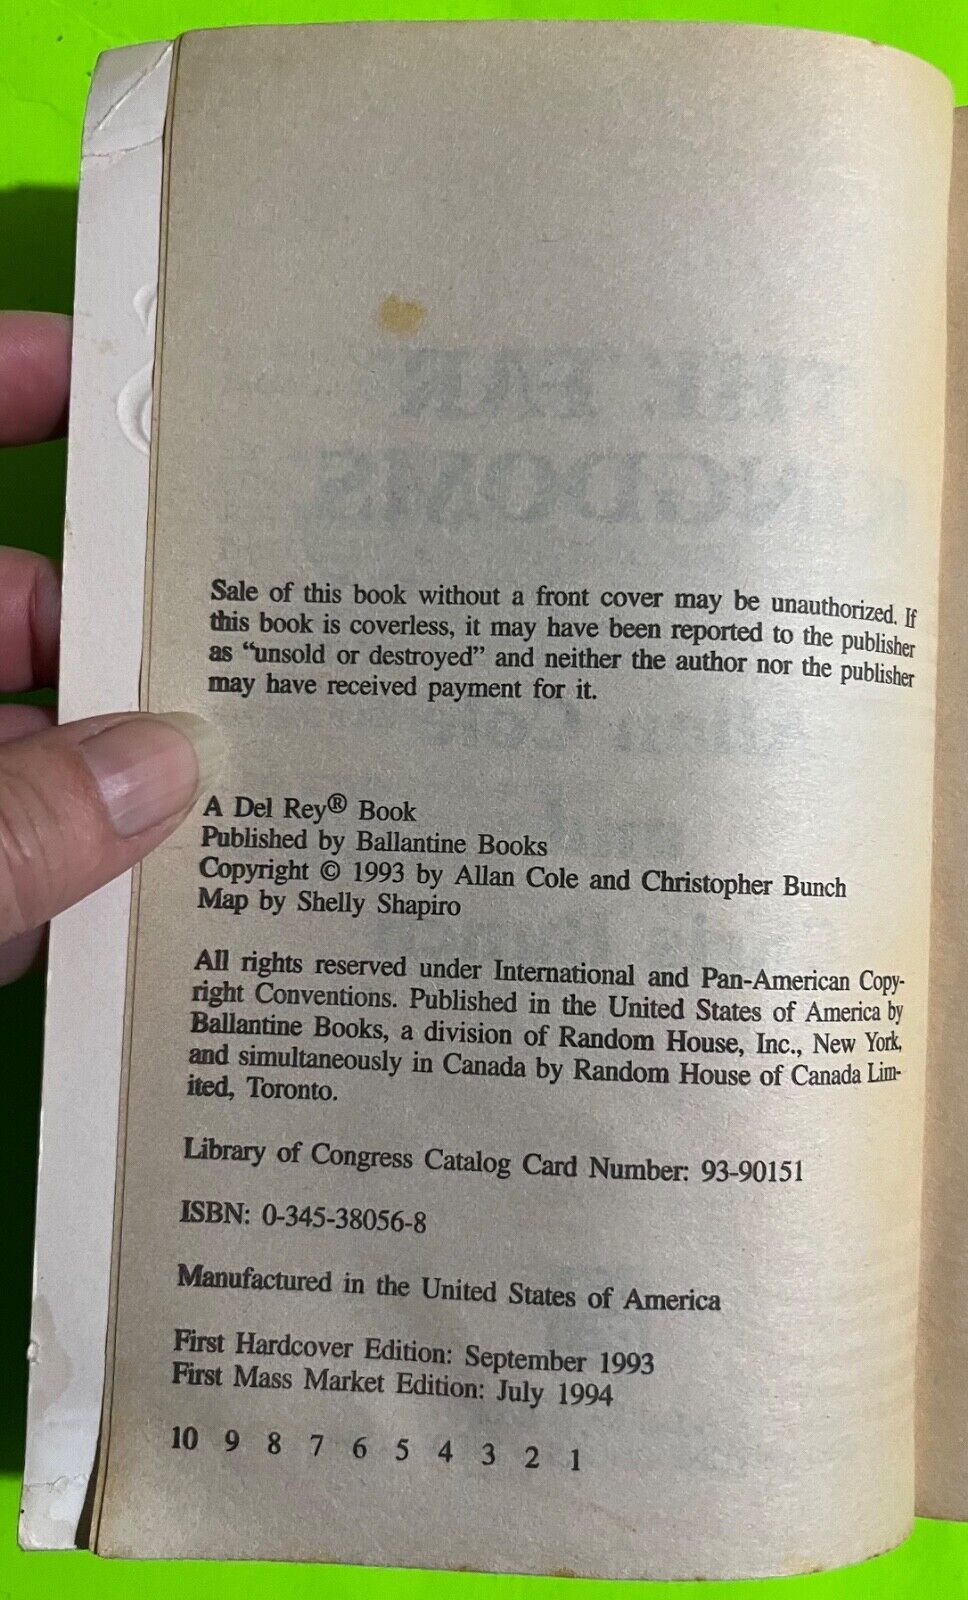 Sale of this book without a front cover may be unauthorized. If
this book is coverless, it may have been reported to the publisher
as “unsold or destroyed” and neither the author nor the publisher
may have received payment for it.
A Del Rey® Book
Published by Ballantine Books
Copyright © 1993 by Allan Cole and Christopher Bunch
Map by Shelly Shapiro
All rights reserved under International and Pan-American Copy-
right Conventions. Published in the United States of America by
Ballantine Books, a division of Random House, Inc., New York,
and simultaneously in Canada by Random House of Canada Lim-
ited, Toronto.
Library of Congress Catalog Card Number: 93-90151
ISBN: 0-345-38056-8
Manufactured in the United States of America
First Hardcover Edition: September 1993
First Mass Market Edition: July 1994
10 9 8 7 6 5 4 3 2 1